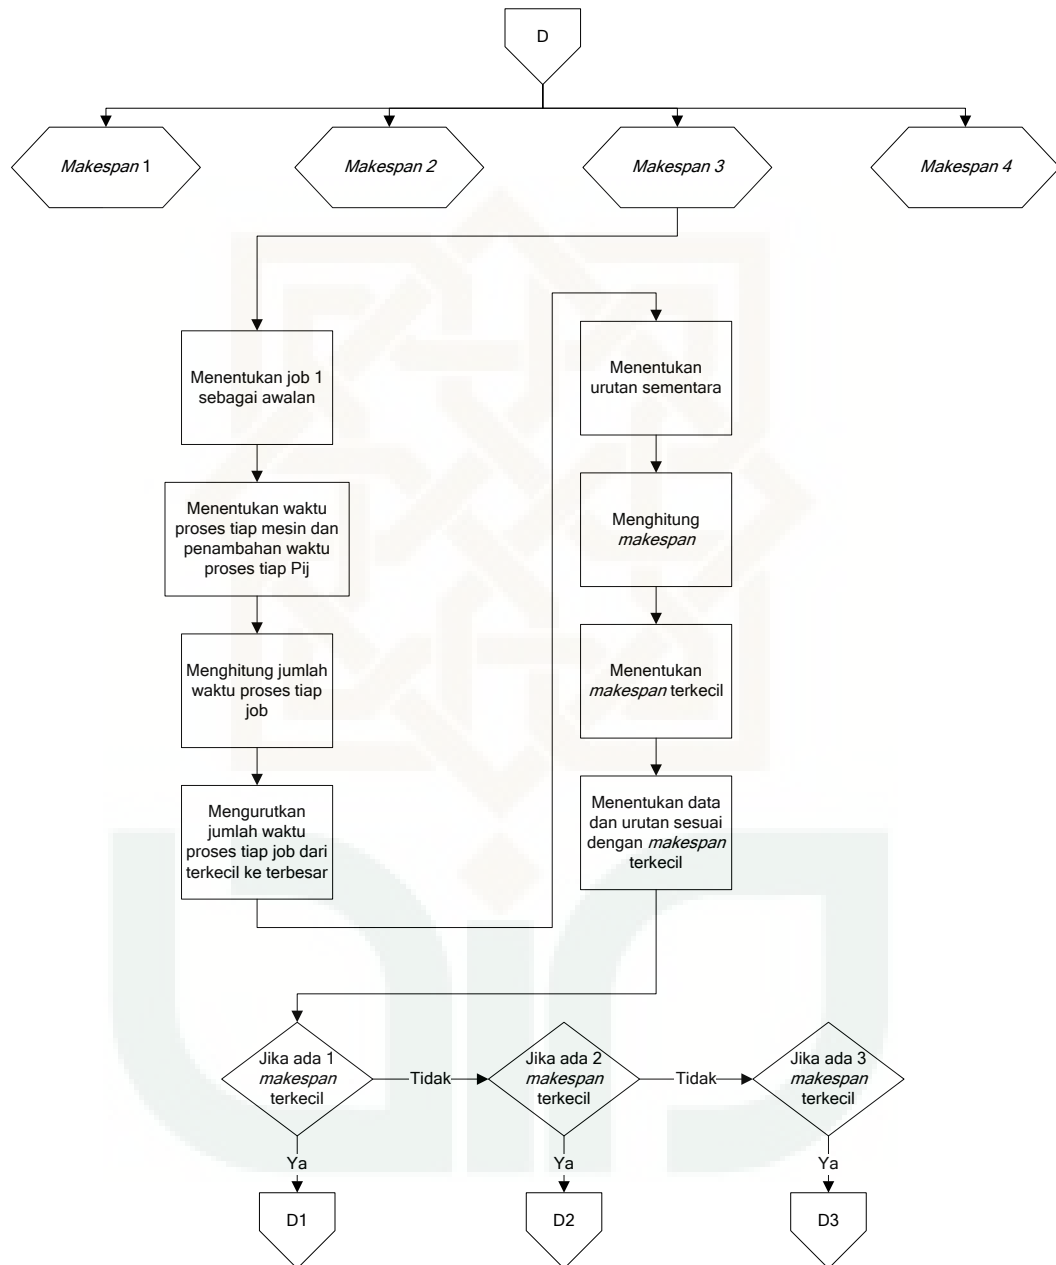 D
Makespan 1
Makespan 2
Makespan 3
Makespan 4
Menentukan job 1
sebagai awalan
Menentukan waktu
proses tiap mesin dan
penambahan waktu
proses tiap Pij
Menghitung jumlah
waktu proses tiap
job
Mengurutkan
jumlah waktu
proses tiap job dari
terkecil ke terbesar
Menentukan
urutan sementara
Menghitung
makespan
Menentukan
makespan terkecil
Menentukan data
dan urutan sesuai
dengan makespan
terkecil
Jika ada 1
makespan
terkecil
Tidak
Jika ada 2
makespan
terkecil
Tidak
Jika ada 3
makespan
terkecil
Ya
Ya
Ya
D1
D2
D3